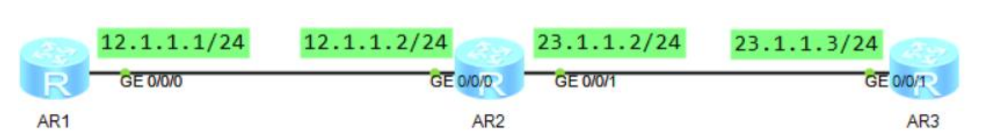 12.1.1.1/24
12.1.1.2/24
23.1.1.2/24
23.1.1.3/24
R
GE 0/0/0
GE 0/0/0
R
GE 0/0/1
GE 0/0/1
R
AR1
AR2
AR3